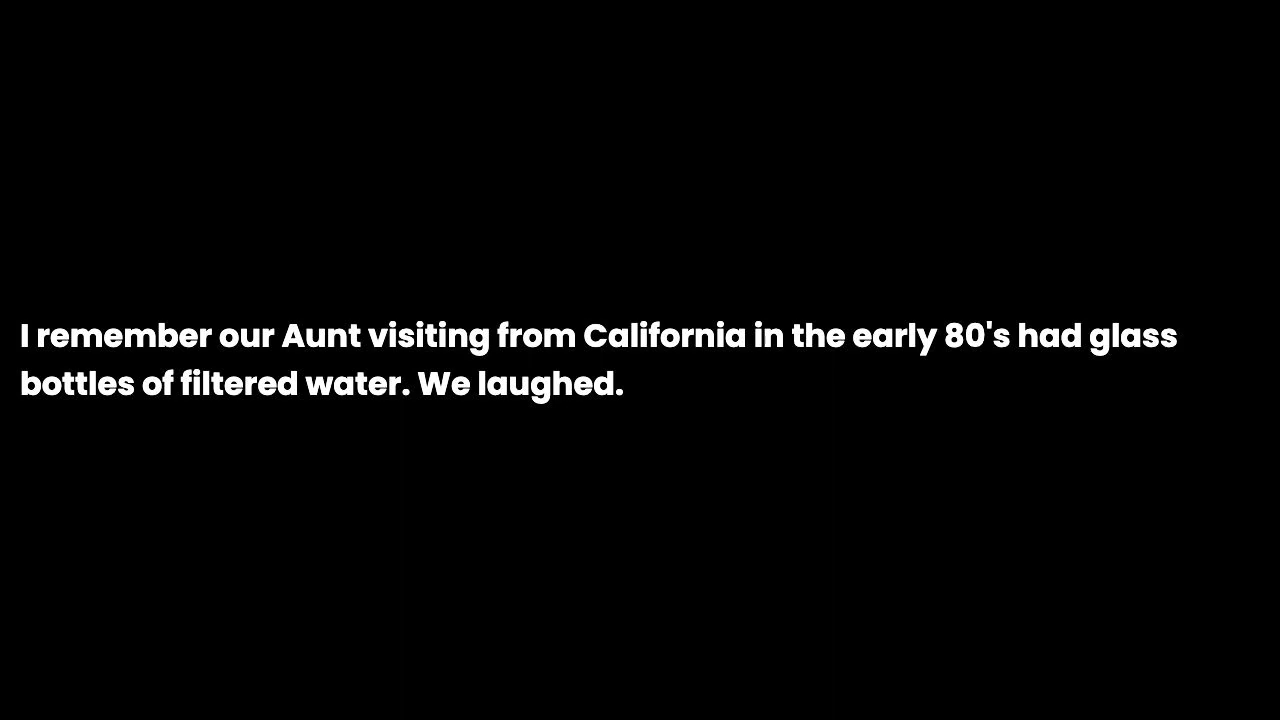 I remember our Aunt visiting from California in the early 80's had glass
bottles of filtered water. We laughed.